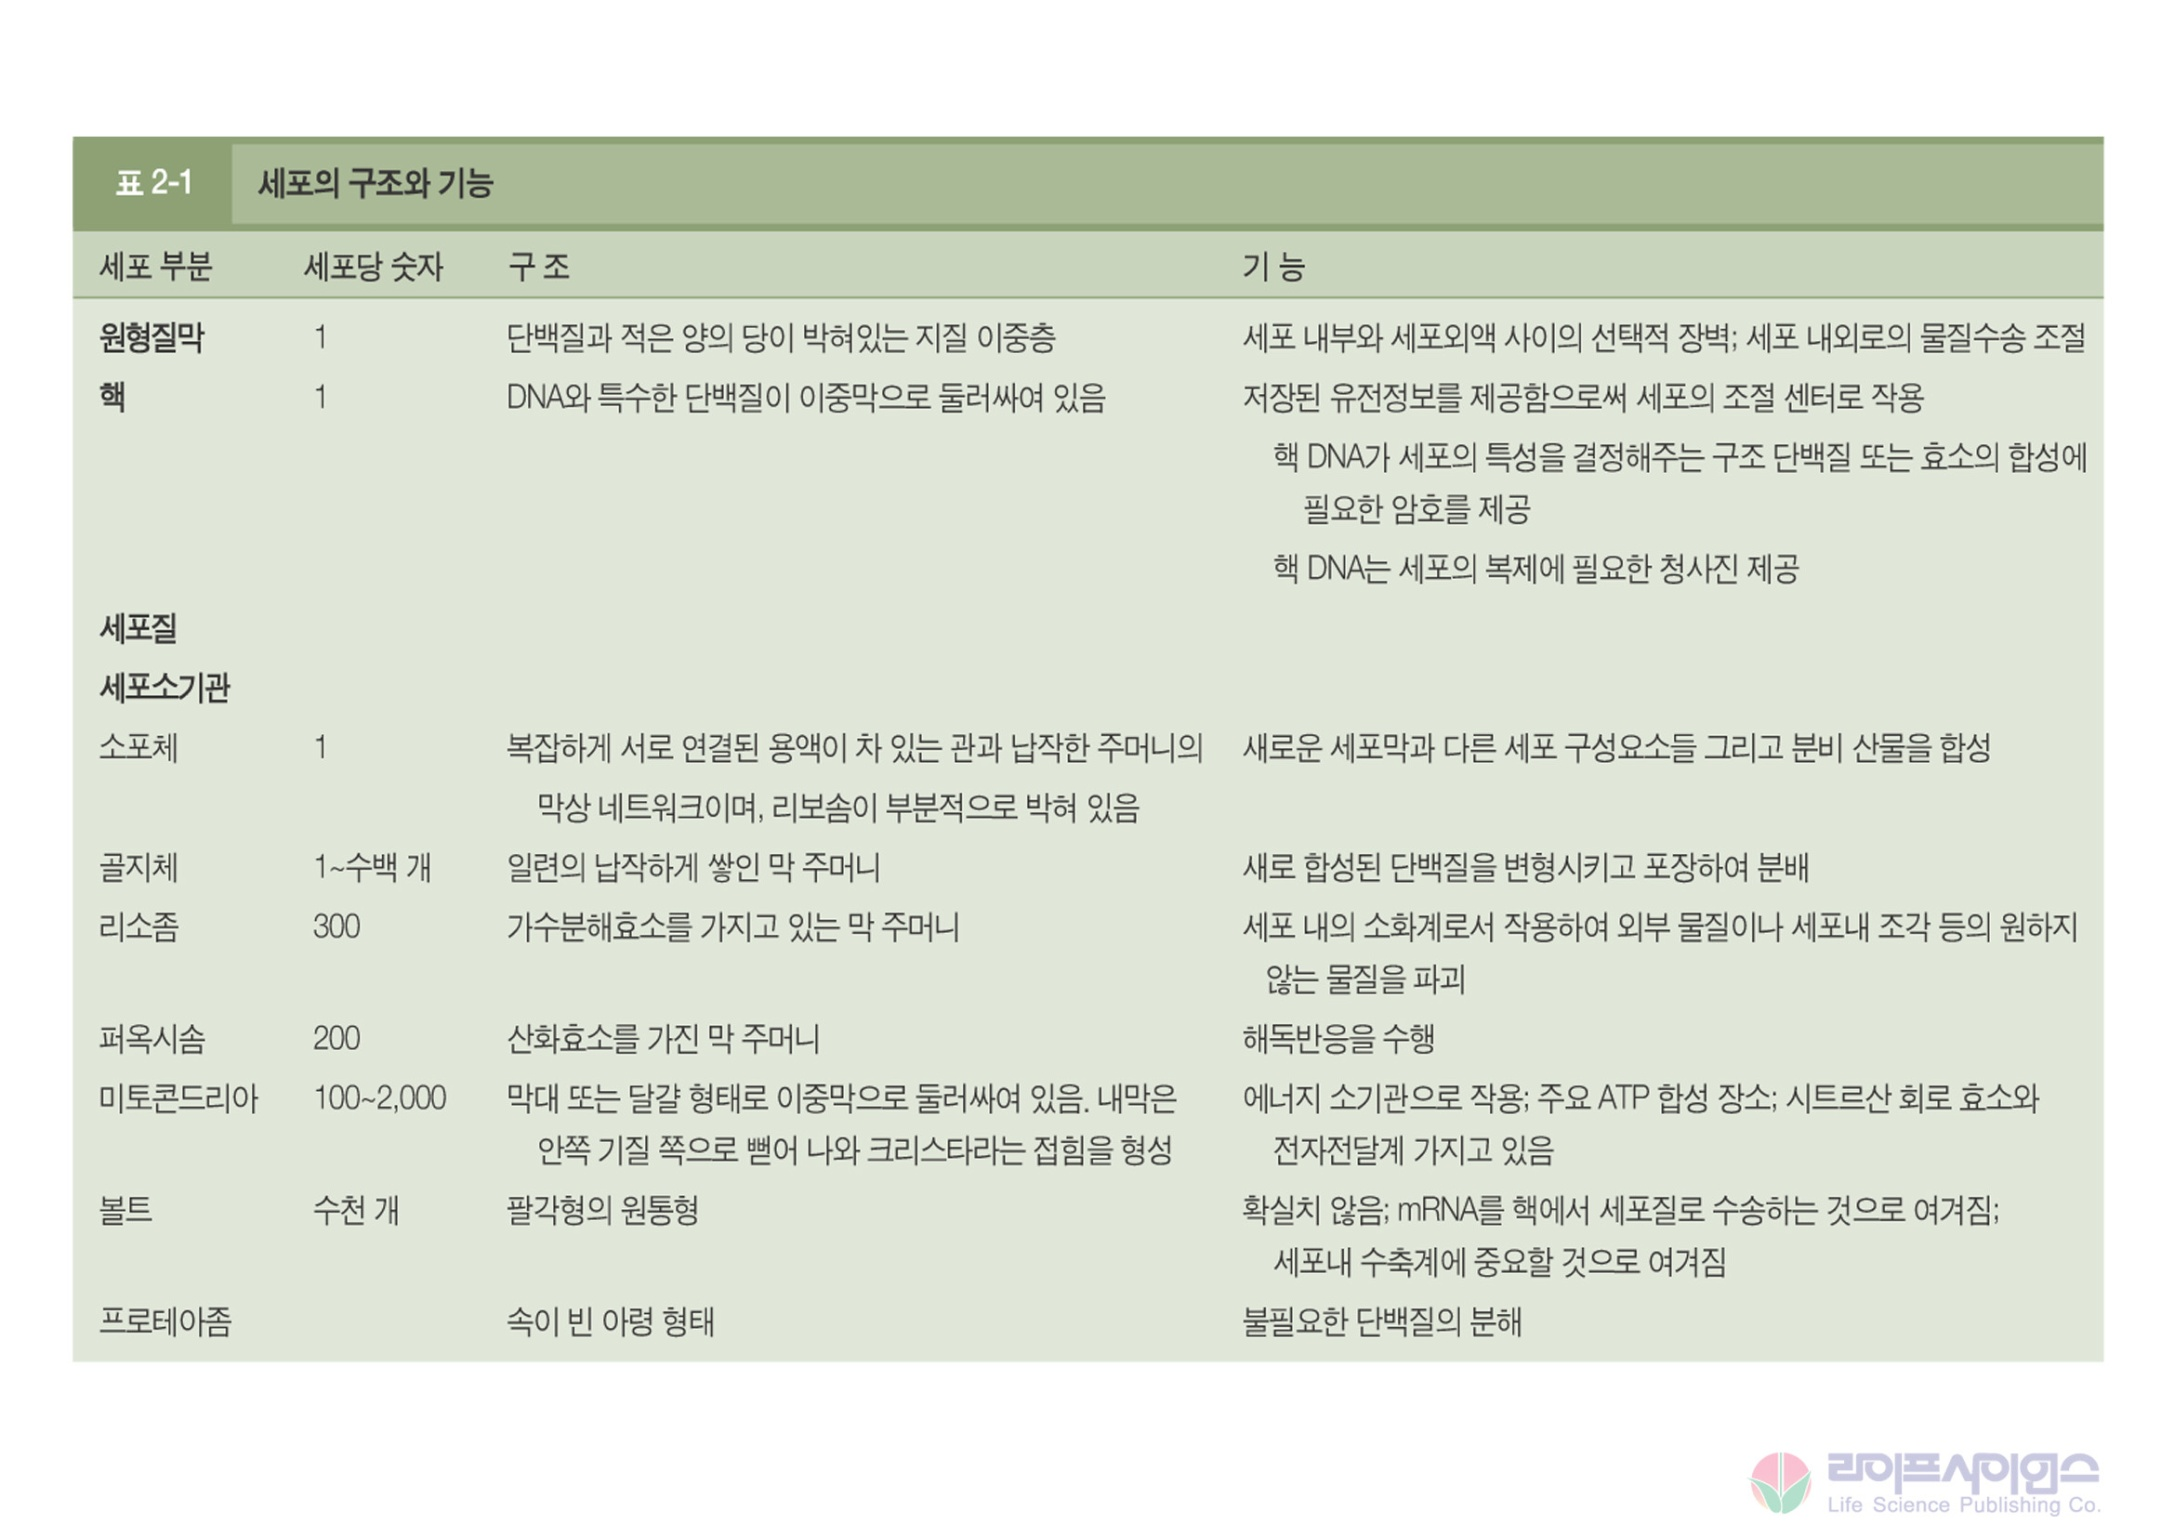 표 2-1 세포의 구조와 기능
세포 부분 세포당 숫자 구 조 기 능
원형질막 1 단백질과 적은 양의 당이 박혀있는 지질 이중층 세포 내부와 세포외액 사이의 선택적 장벽; 세포 내외로의 물질수송 조절
핵 1 DNA와 특수한 단백질이 이중막으로 둘러싸여 있음 저장된 유전정보를 제공함으로써 세포의 조절 센터로 작용
핵 DNA가 세포의 특성을 결정해주는 구조 단백질 또는 효소의 합성에
필요한 암호를 제공
핵 DNA는 세포의 복제에 필요한 청사진 제공
세포질
세포소기관
소포체 1 복잡하게 서로 연결된 용액이 차 있는 관과 납작한 주머니의 새로운 세포막과 다른 세포 구성요소들 그리고 분비 산물을 합성
막상 네트워크이며, 리보솜이 부분적으로 박혀 있음
골지체 1~수백 개 일련의 납작하게 쌓인 막 주머니 새로 합성된 단백질을 변형시키고 포장하여 분배
리소좀 300 가수분해효소를 가지고 있는 막 주머니 세포 내의 소화계로서 작용하여 외부 물질이나 세포내 조각 등의 원하지
않는 물질을 파괴
퍼옥시솜 200 산화효소를 가진 막 주머니 해독반응을 수행
미토콘드리아 100~2,000 막대 또는 달걀 형태로 이중막으로 둘러싸여 있음. 내막은 에너지 소기관으로 작용; 주요 ATP 합성 장소; 시트르산 회로 효소와
안쪽 기질 쪽으로 뻗어 나와 크리스타라는 접힘을 형성 전자전달계 가지고 있음
볼트 수천 개 팔각형의 원통형 확실치 않음; mRNA를 핵에서 세포질로 수송하는 것으로 여겨짐;
세포내 수축계에 중요할 것으로 여겨짐
프로테아좀 속이 빈 아령 형태 불필요한 단백질의 분해
라이프사이언스
Life Science Publishing Co.